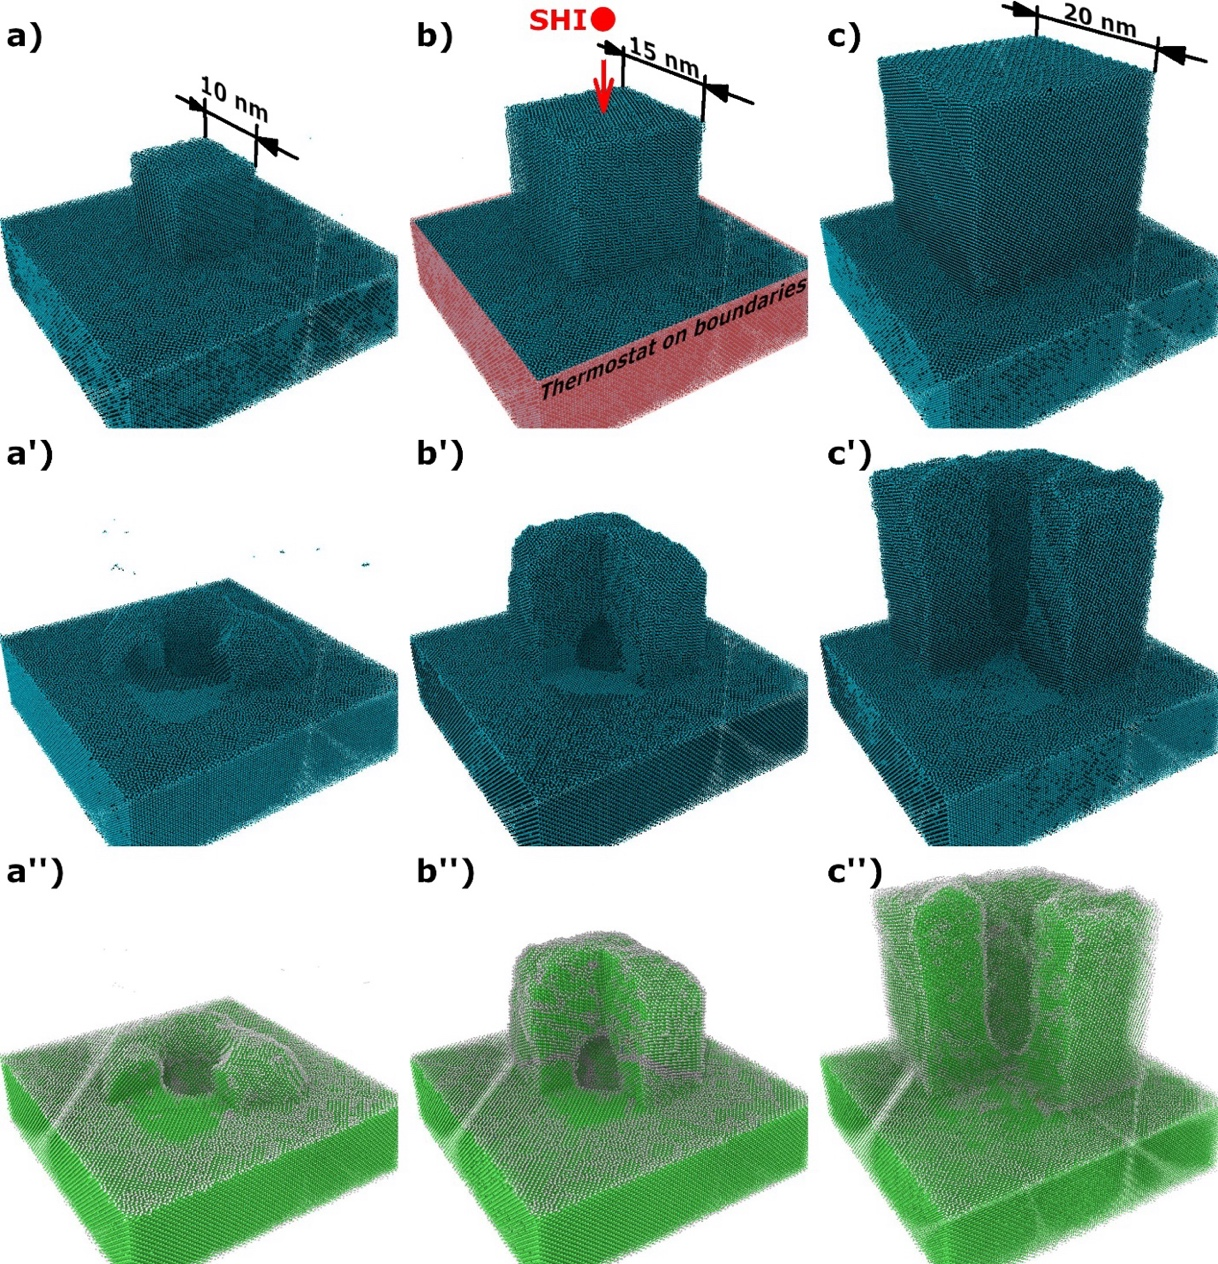 a)
10 nm
b)
SHI
15 nm
Thermostat on boundaries
c)
20 nm
a')
b')
c')
a'')
b'')
c'')